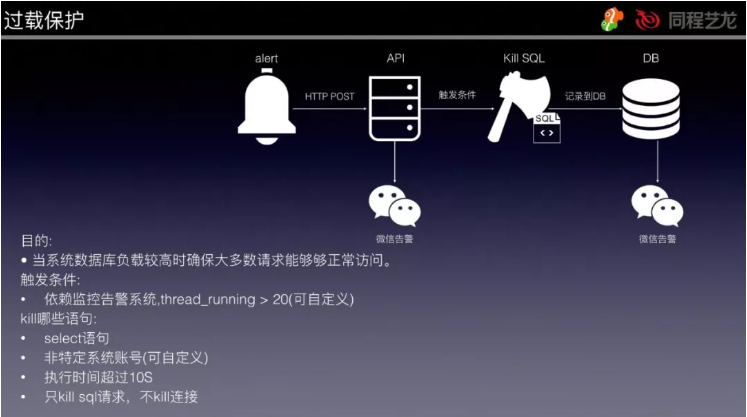 过载保护
同程艺龙
alert
API
Kill SQL
DB
HTTP POST
触发条件
记录到DB
SQL
<>
微信告警
微信告警
目的:
• 当系统数据库负载较高时确保大多数请求能够够正常访问。
触发条件:
• 依赖监控告警系统,thread_running > 20(可自定义)
kill哪些语句:
• select语句
• 非特定系统账号(可自定义)
• 执行时间超过10S
• 只kill sql请求，不kill连接